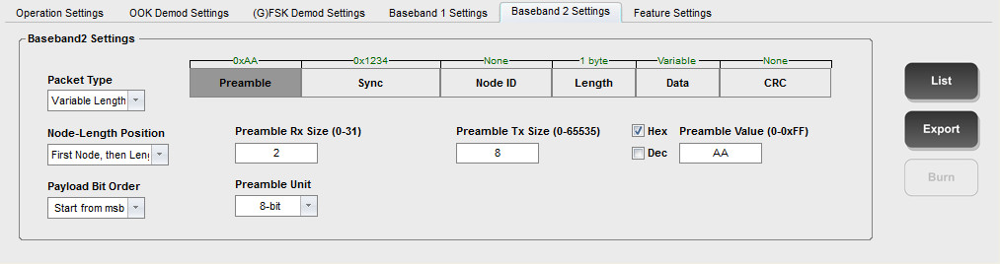 Operation Settings OOK Demod Settings (G)FSK Demod Settings Baseband 1 Settings Baseband 2 Settings Feature Settings
Baseband2 Settings
0xAA 0x1234 None 1 byte Variable None
Preamble Sync Node ID Length Data CRC
Packet Type
Variable Length
Node-Length Position
First Node, then Len
Payload Bit Order
Start from msb
Preamble Rx Size (0-31)
2
Preamble Unit
8-bit
Preamble Tx Size (0-65535)
8
Hex
Dec
Preamble Value (0-0xFF)
AA
List
Export
Burn